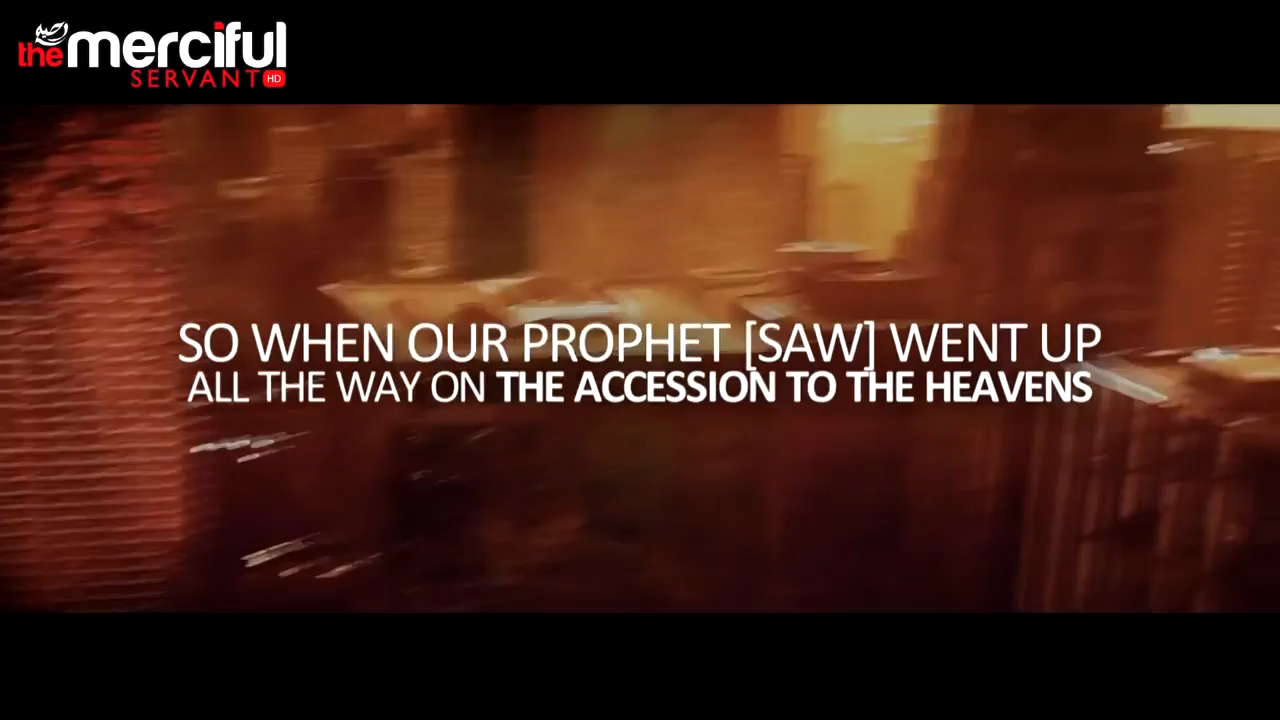 the merciful
SERVANT HD
SO WHEN OUR PROPHET [SAW] WENT UP
ALL THE WAY ON THE ACCESSION TO THE HEAVENS